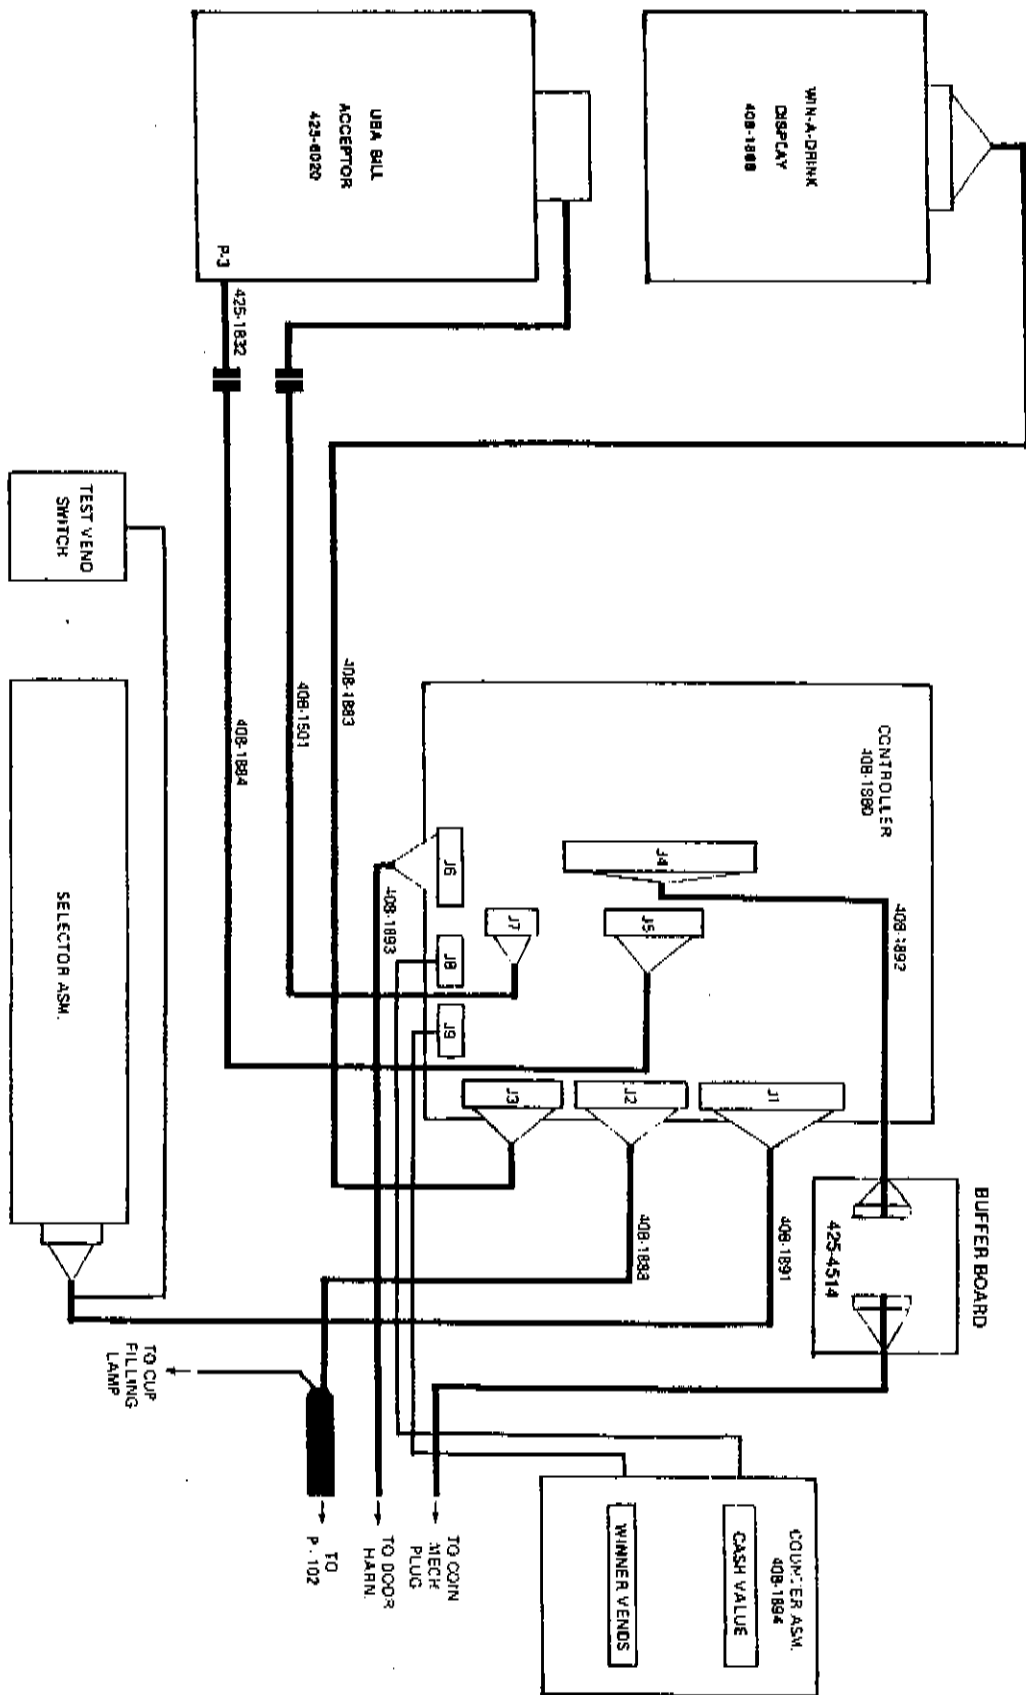 WIN-A-DRINK
DISPLAY
408-1888
UBA BILL
ACCEPTOR
425-6020
P-3
425-1832
TEST VEND
SWITCH
408-1883
408-1501
408-1884
CONTROLLER
408-1880
J4
J6
J5
J7
J8
J9
408-1892
408-1893
SELECTOR ASM.
J1
J2
J3
BUFFER BOARD
425-4514
408-1891
408-1888
TO CUP
FILLING
LAMP
COUNTER ASM.
408-1894
CASH VALUE
WINNER VENDS
TO COIN
MECH
PLUG
TO DOOR
HARN.
TO
P-102